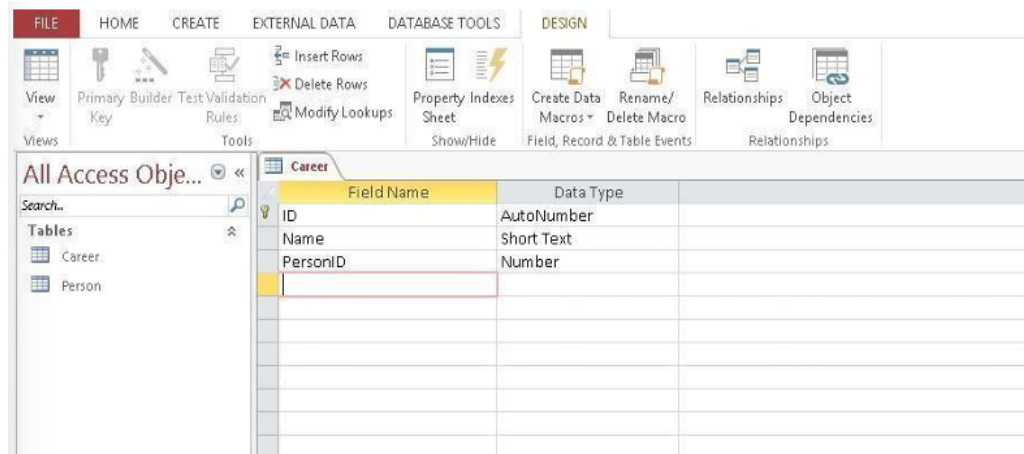 FILE HOME CREATE EXTERNAL DATA DATABASE TOOLS DESIGN
View
Views
Primary Key
Builder
Test Validation Rules
Insert Rows
Delete Rows
Modify Lookups
Tools
Property Sheet
Indexes
Show/Hide
Create Data Macros
Rename/ Delete Macro
Field, Record & Table Events
Relationships
Object Dependencies
Relationships
All Access Obje...
Search..
Tables
Career
Person
Career
Field Name Data Type
ID AutoNumber
Name Short Text
PersonID Number